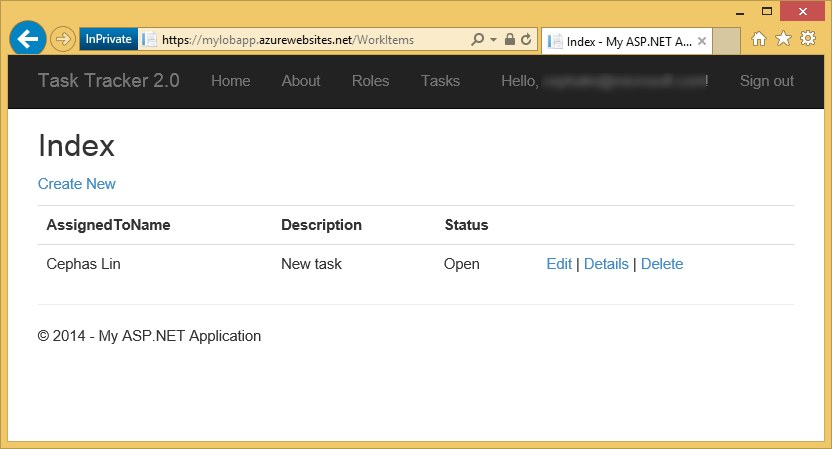 InPrivate https://mylobapp.azurewebsites.net/WorkItems Index - My ASP.NET A...
Task Tracker 2.0 Home About Roles Tasks Hello, ! Sign out
Index
Create New
AssignedToName Description Status
Cephas Lin New task Open Edit | Details | Delete
© 2014 - My ASP.NET Application